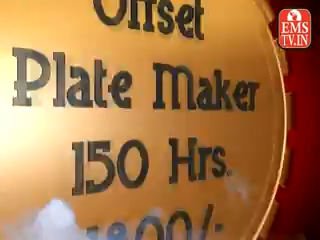 EMS
TV.IN
Offset
Plate Maker
150 Hrs.